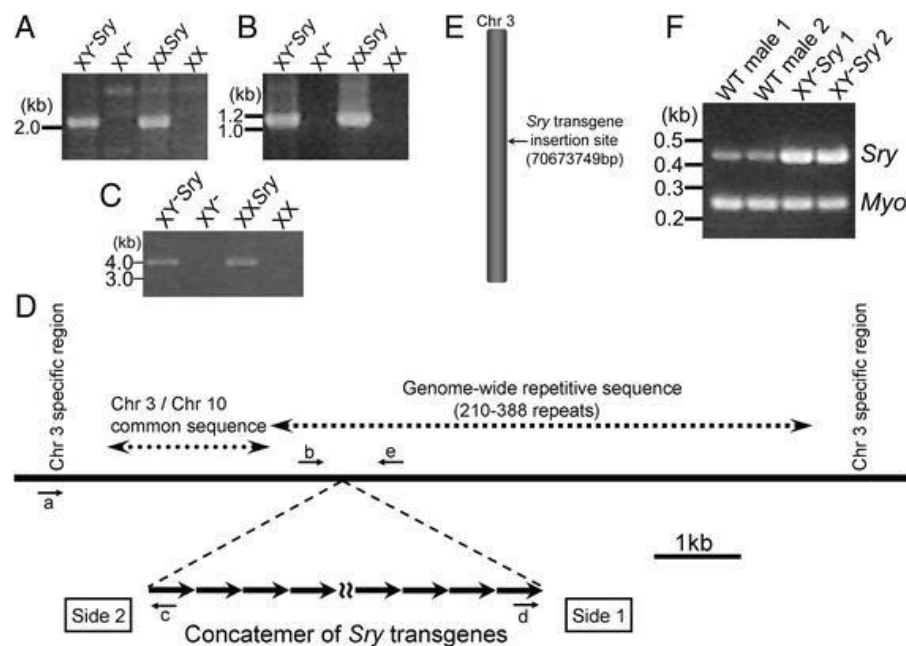 A
XY⁻Sry
XY⁻
XXSry
XX
(kb)
2.0
B
XY⁻Sry
XY⁻
XXSry
XX
(kb)
1.2
1.0
C
XY⁻Sry
XY⁻
XXSry
XX
(kb)
4.0
3.0
E
Chr 3
Sry transgene
insertion site
(70673749bp)
F
WT male 1
WT male 2
XY⁻Sry 1
XY⁻Sry 2
(kb)
0.5
0.4
0.3
0.2
Sry
Myo
D
Chr 3 specific region
Chr 3 / Chr 10
common sequence
Genome-wide repetitive sequence
(210-388 repeats)
Chr 3 specific region
a
b
e
1kb
Side 2
c
d
Side 1
Concatemer of Sry transgenes